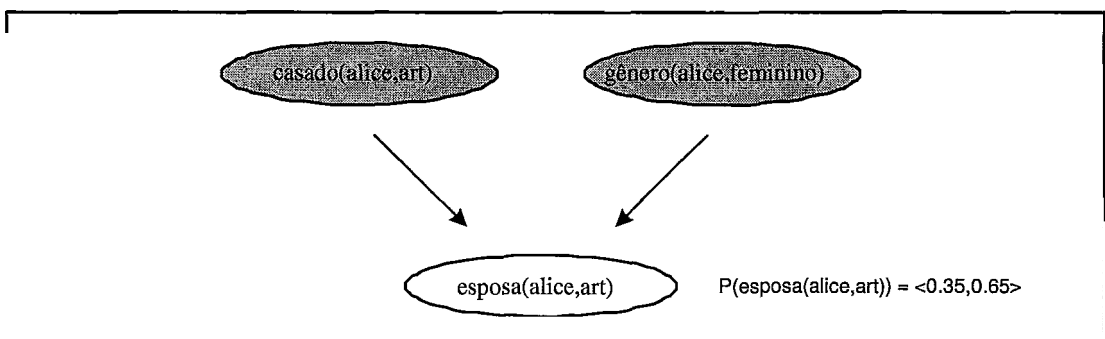 casado(alice,art) gênero(alice,feminino)
esposa(alice,art) P(esposa(alice,art)) = <0.35,0.65>